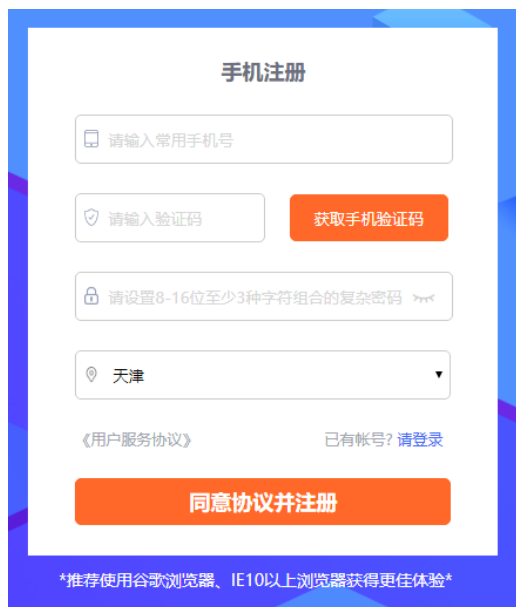 手机注册
请输入常用手机号
请输入验证码 获取手机验证码
请设置8-16位至少3种字符组合的复杂密码
天津
《用户服务协议》 已有帐号? 请登录
同意协议并注册
*推荐使用谷歌浏览器、IE10以上浏览器获得更佳体验*